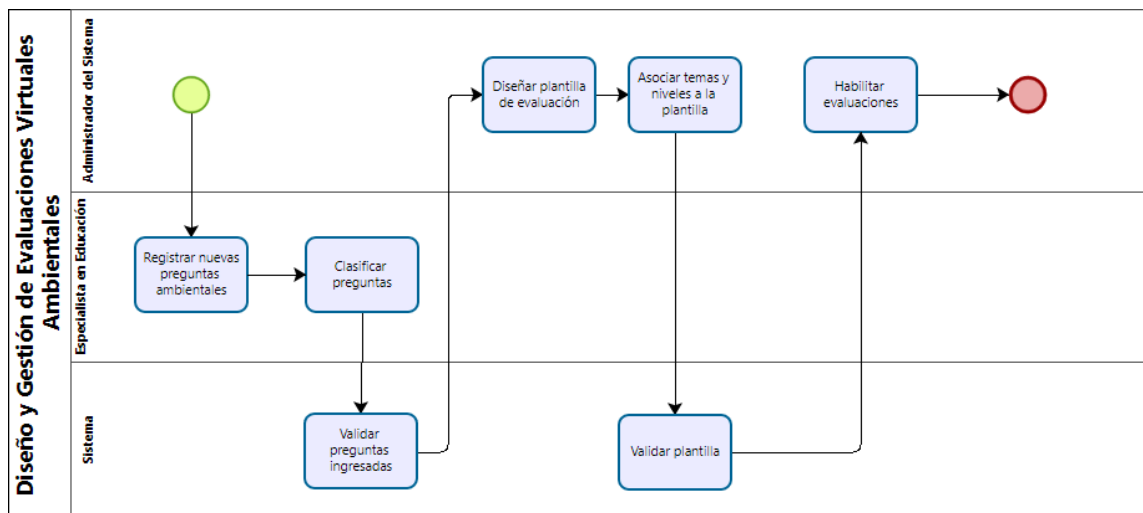 Diseño y Gestión de Evaluaciones Virtuales
Ambientales
Administrador del Sistema
Diseñar plantilla
de evaluación
Asociar temas y
niveles a la
plantilla
Habilitar
evaluaciones
Especialista en Educación
Registrar nuevas
preguntas
ambientales
Clasificar
preguntas
Sistema
Validar
preguntas
ingresadas
Validar plantilla